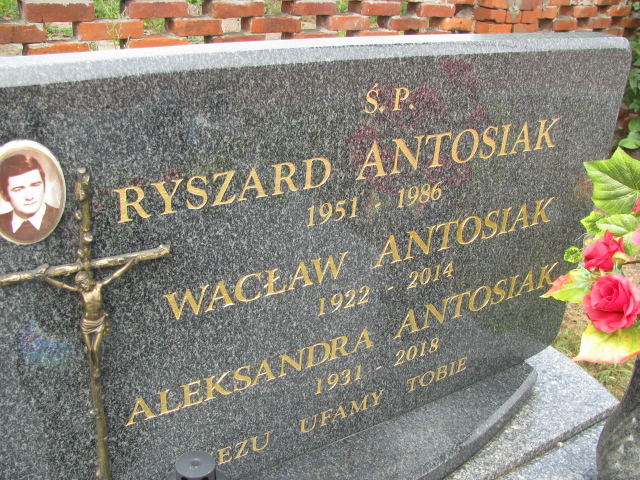 Ś.P.
RYSZARD ANTOSIAK
1951 - 1986
WACŁAW ANTOSIAK
1922 - 2014
ALEKSANDRA ANTOSIAK
1931 - 2018
UFAMY TOBIE